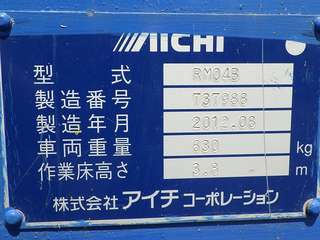 AICHI
型式 RM04B
製造番号 737988
製造年月 2012.08
車両重量 630 kg
作業床高さ 3.8 m
株式会社アイチコーポレーション